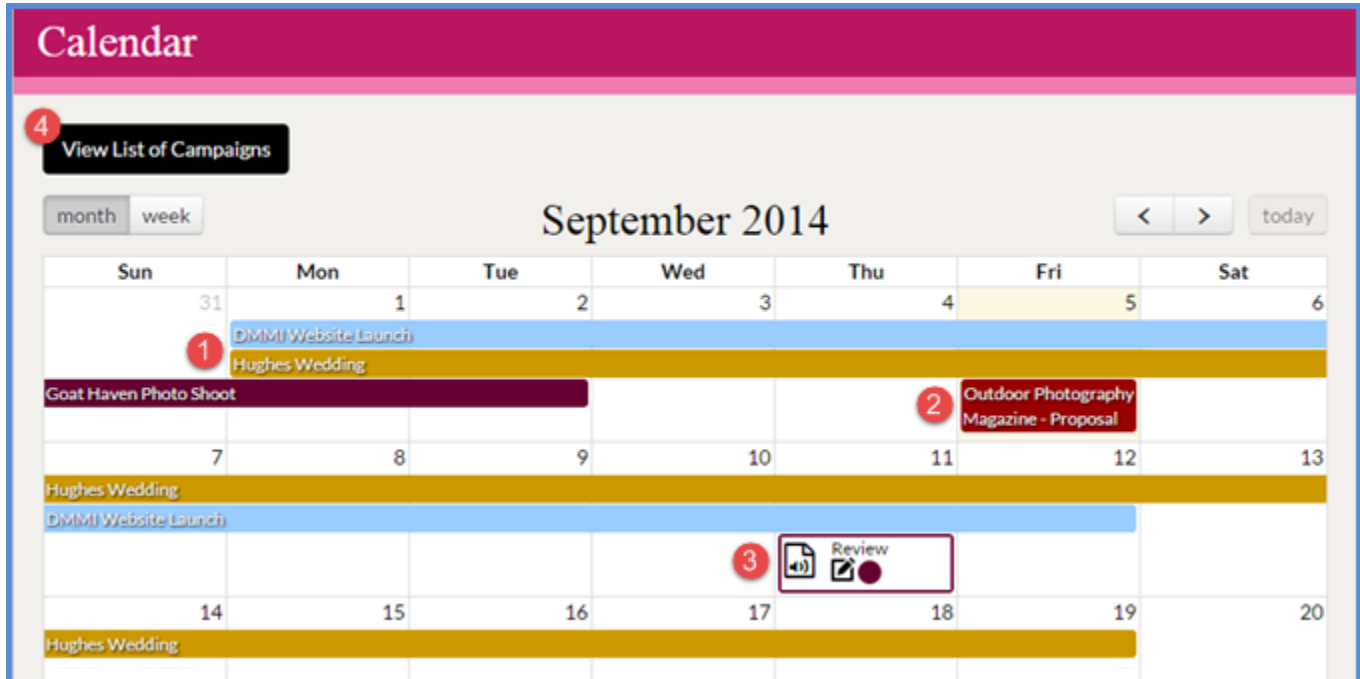 Calendar
4
View List of Campaigns
month week
September 2014
< > today
Sun Mon Tue Wed Thu Fri Sat
31 1 2 3 4 5 6
1
DMMI Website Launch
Hughes Wedding
Goat Haven Photo Shoot
2
Outdoor Photography
Magazine - Proposal
7 8 9 10 11 12 13
Hughes Wedding
DMMI Website Launch
3
Review
14 15 16 17 18 19 20
Hughes Wedding